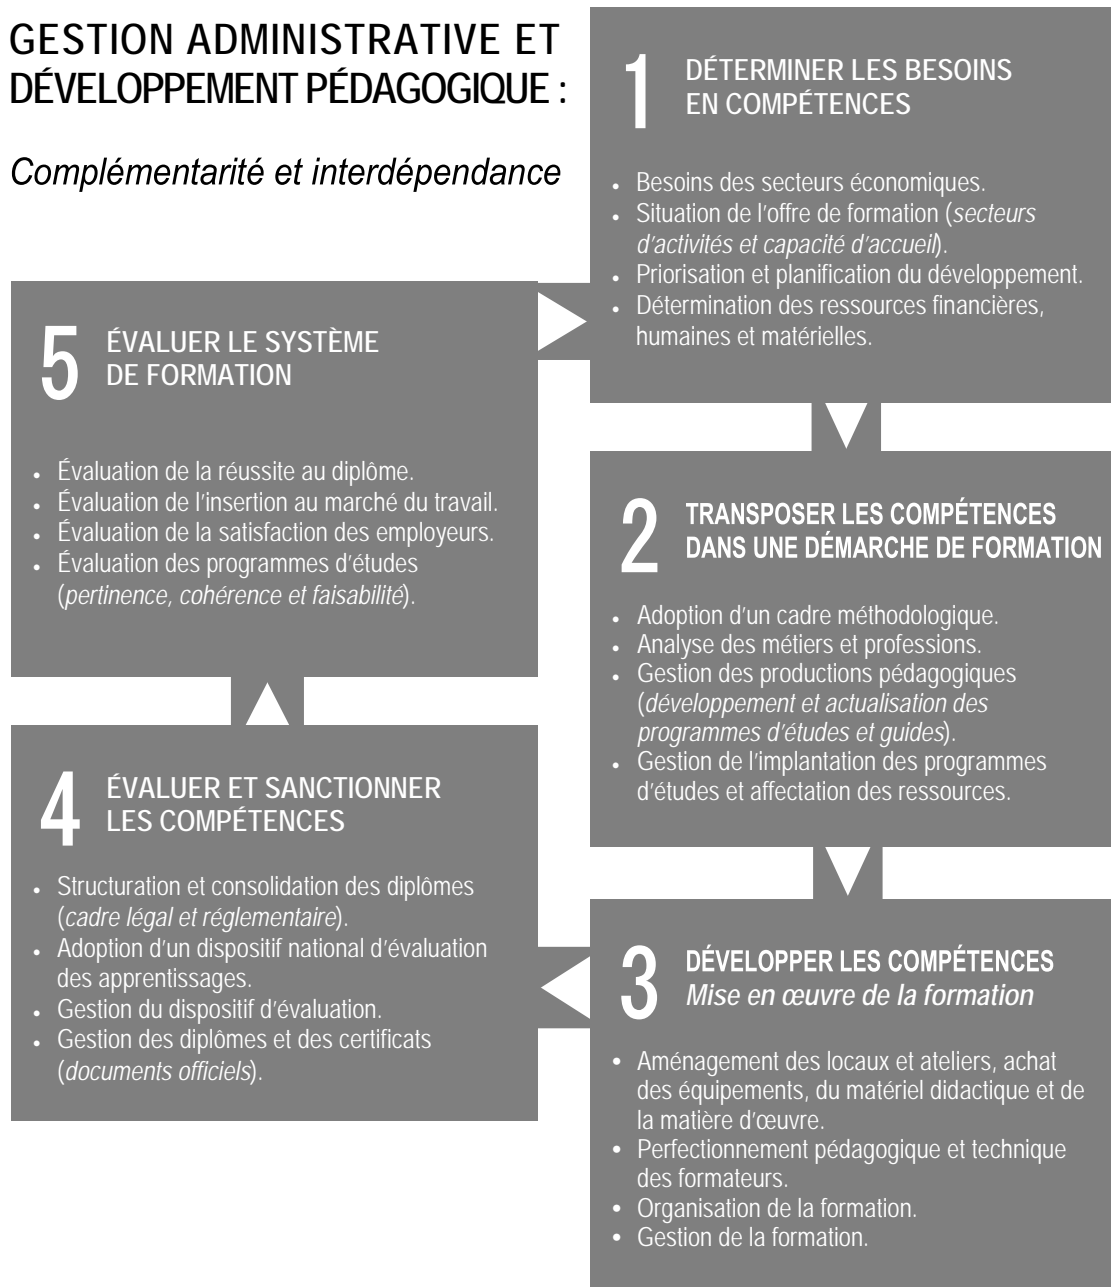 GESTION ADMINISTRATIVE ET
DÉVELOPPEMENT PÉDAGOGIQUE :
Complémentarité et interdépendance
1
DÉTERMINER LES BESOINS
EN COMPÉTENCES
• Besoins des secteurs économiques.
• Situation de l'offre de formation (secteurs
d'activités et capacité d'accueil).
• Priorisation et planification du développement.
• Détermination des ressources financières,
humaines et matérielles.
2
TRANSPOSER LES COMPÉTENCES
DANS UNE DÉMARCHE DE FORMATION
• Adoption d'un cadre méthodologique.
• Analyse des métiers et professions.
• Gestion des productions pédagogiques
(développement et actualisation des
programmes d'études et guides).
• Gestion de l'implantation des programmes
d'études et affectation des ressources.
3
DÉVELOPPER LES COMPÉTENCES
Mise en œuvre de la formation
• Aménagement des locaux et ateliers, achat
des équipements, du matériel didactique et de
la matière d'œuvre.
• Perfectionnement pédagogique et technique
des formateurs.
• Organisation de la formation.
• Gestion de la formation.
4
ÉVALUER ET SANCTIONNER
LES COMPÉTENCES
• Structuration et consolidation des diplômes
(cadre légal et réglementaire).
• Adoption d'un dispositif national d'évaluation
des apprentissages.
• Gestion du dispositif d'évaluation.
• Gestion des diplômes et des certificats
(documents officiels).
5
ÉVALUER LE SYSTÈME
DE FORMATION
• Évaluation de la réussite au diplôme.
• Évaluation de l'insertion au marché du travail.
• Évaluation de la satisfaction des employeurs.
• Évaluation des programmes d'études
(pertinence, cohérence et faisabilité).